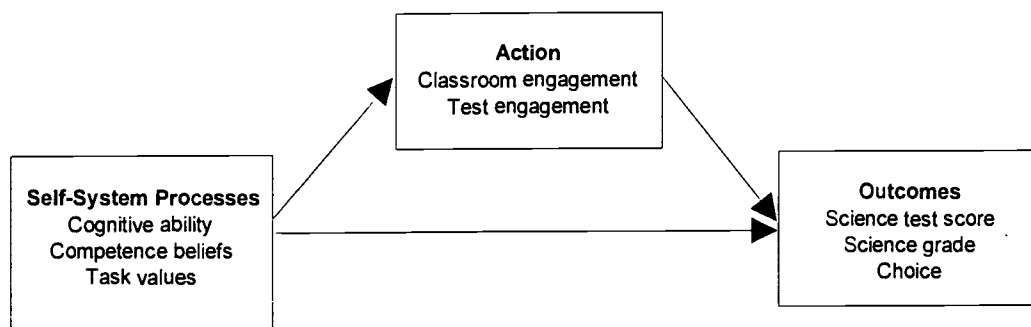 Action
Classroom engagement
Test engagement
Self-System Processes
Cognitive ability
Competence beliefs
Task values
Outcomes
Science test score
Science grade
Choice